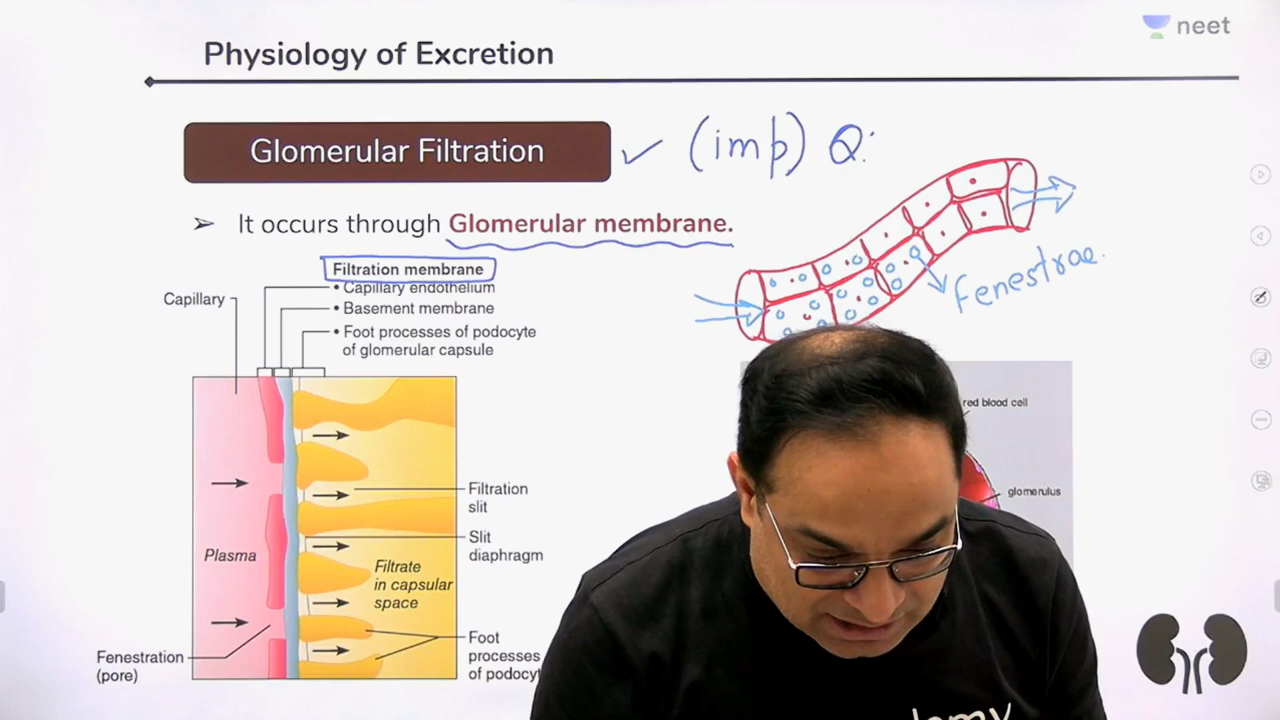 neet
Physiology of Excretion
Glomerular Filtration
(imp) Q:
➢ It occurs through Glomerular membrane.
Filtration membrane
• Capillary endothelium
• Basement membrane
• Foot processes of podocyte
of glomerular capsule
Capillary
Fenestrae.
red blood cell
glomerulus
Filtration
slit
Slit
diaphragm
Plasma
Filtrate
in capsular
space
Fenestration
(pore)
Foot
processes
of podocyt